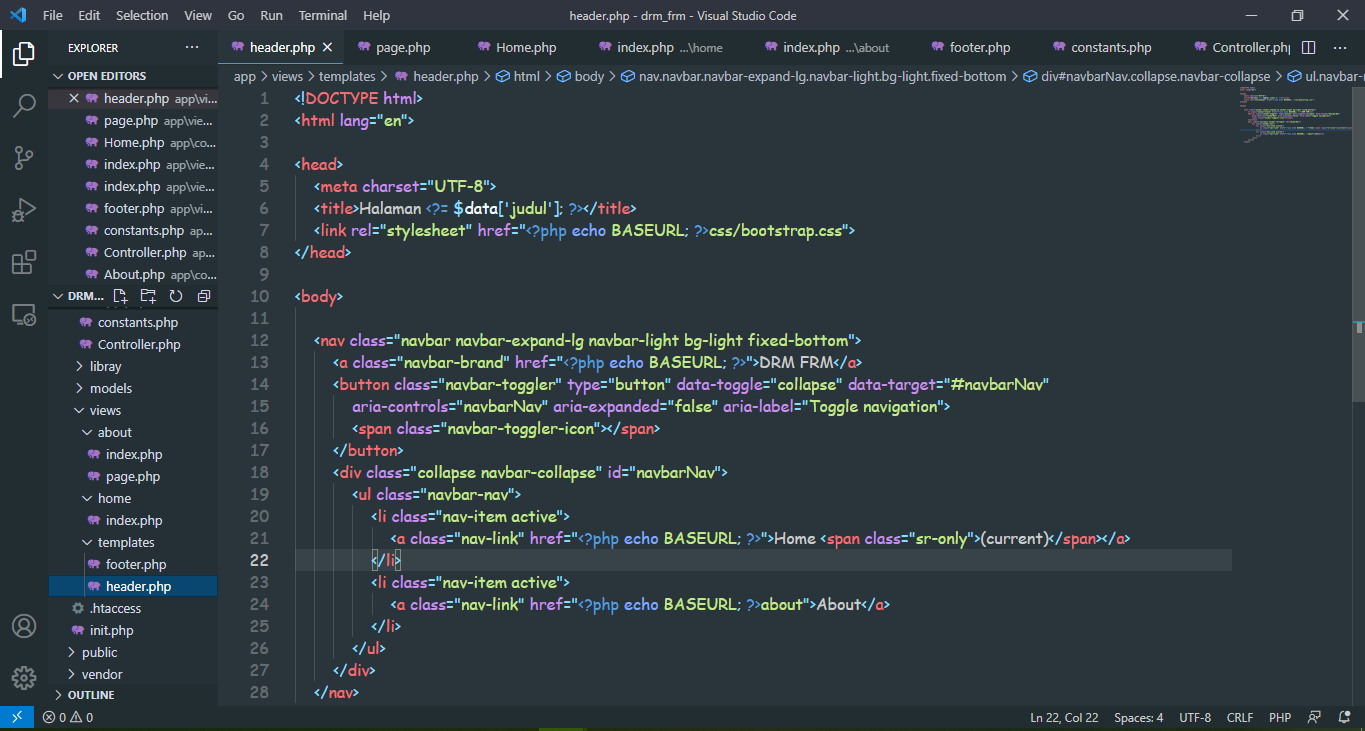 File Edit Selection View Go Run Terminal Help
header.php - drm_frm - Visual Studio Code
EXPLORER
header.php
page.php
Home.php
index.php ...\home
index.php ...\about
footer.php
constants.php
Controller.php
OPEN EDITORS
header.php app\vi...
page.php app\vie...
Home.php app\co...
index.php app\vie...
index.php app\vie...
footer.php app\vi...
constants.php ap...
Controller.php ap...
About.php app\co...
DRM...
constants.php
Controller.php
libray
models
views
about
index.php
page.php
home
index.php
templates
footer.php
header.php
.htaccess
init.php
public
vendor
OUTLINE
app > views > templates > header.php > html > body > nav.navbar.navbar-expand-lg.navbar-light.bg-light.fixed-bottom > div#navbarNav.collapse.navbar-collapse > ul.navbar-n
1 <!DOCTYPE html>
2 <html lang="en">
3
4 <head>
5 <meta charset="UTF-8">
6 <title>Halaman <?= $data['judul']; ?></title>
7 <link rel="stylesheet" href="<?php echo BASEURL; ?>css/bootstrap.css">
8 </head>
9
10 <body>
11
12 <nav class="navbar navbar-expand-lg navbar-light bg-light fixed-bottom">
13 <a class="navbar-brand" href="<?php echo BASEURL; ?>">DRM FRM</a>
14 <button class="navbar-toggler" type="button" data-toggle="collapse" data-target="#navbarNav"
15 aria-controls="navbarNav" aria-expanded="false" aria-label="Toggle navigation">
16 <span class="navbar-toggler-icon"></span>
17 </button>
18 <div class="collapse navbar-collapse" id="navbarNav">
19 <ul class="navbar-nav">
20 <li class="nav-item active">
21 <a class="nav-link" href="<?php echo BASEURL; ?>">Home <span class="sr-only">(current)</span></a>
22 </li>
23 <li class="nav-item active">
24 <a class="nav-link" href="<?php echo BASEURL; ?>about">About</a>
25 </li>
26 </ul>
27 </div>
28 </nav>
0 0
Ln 22, Col 22 Spaces: 4 UTF-8 CRLF PHP